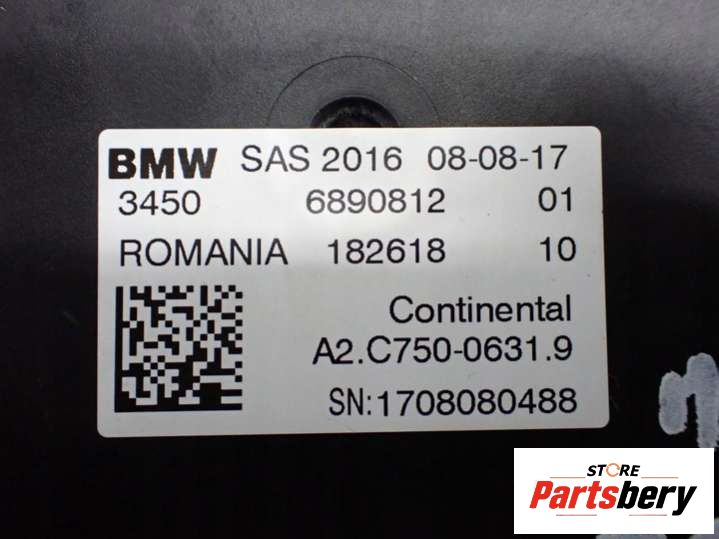 BMW SAS 2016 08-08-17
3450 6890812 01
ROMANIA 182618 10
Continental
A2.C750-0631.9
SN:1708080488
STORE
Partsbery